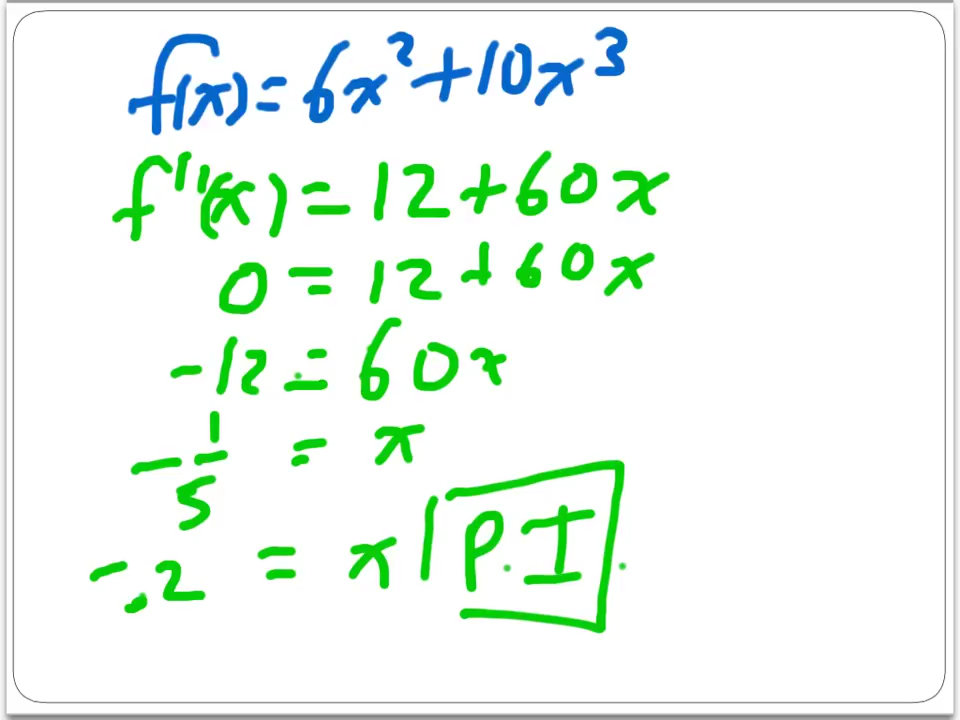 f(x) = 6x² + 10x³
f''(x) = 12 + 60x
0 = 12 + 60x
-12 = 60x
-1/5 = x
-.2 = x | P.I.